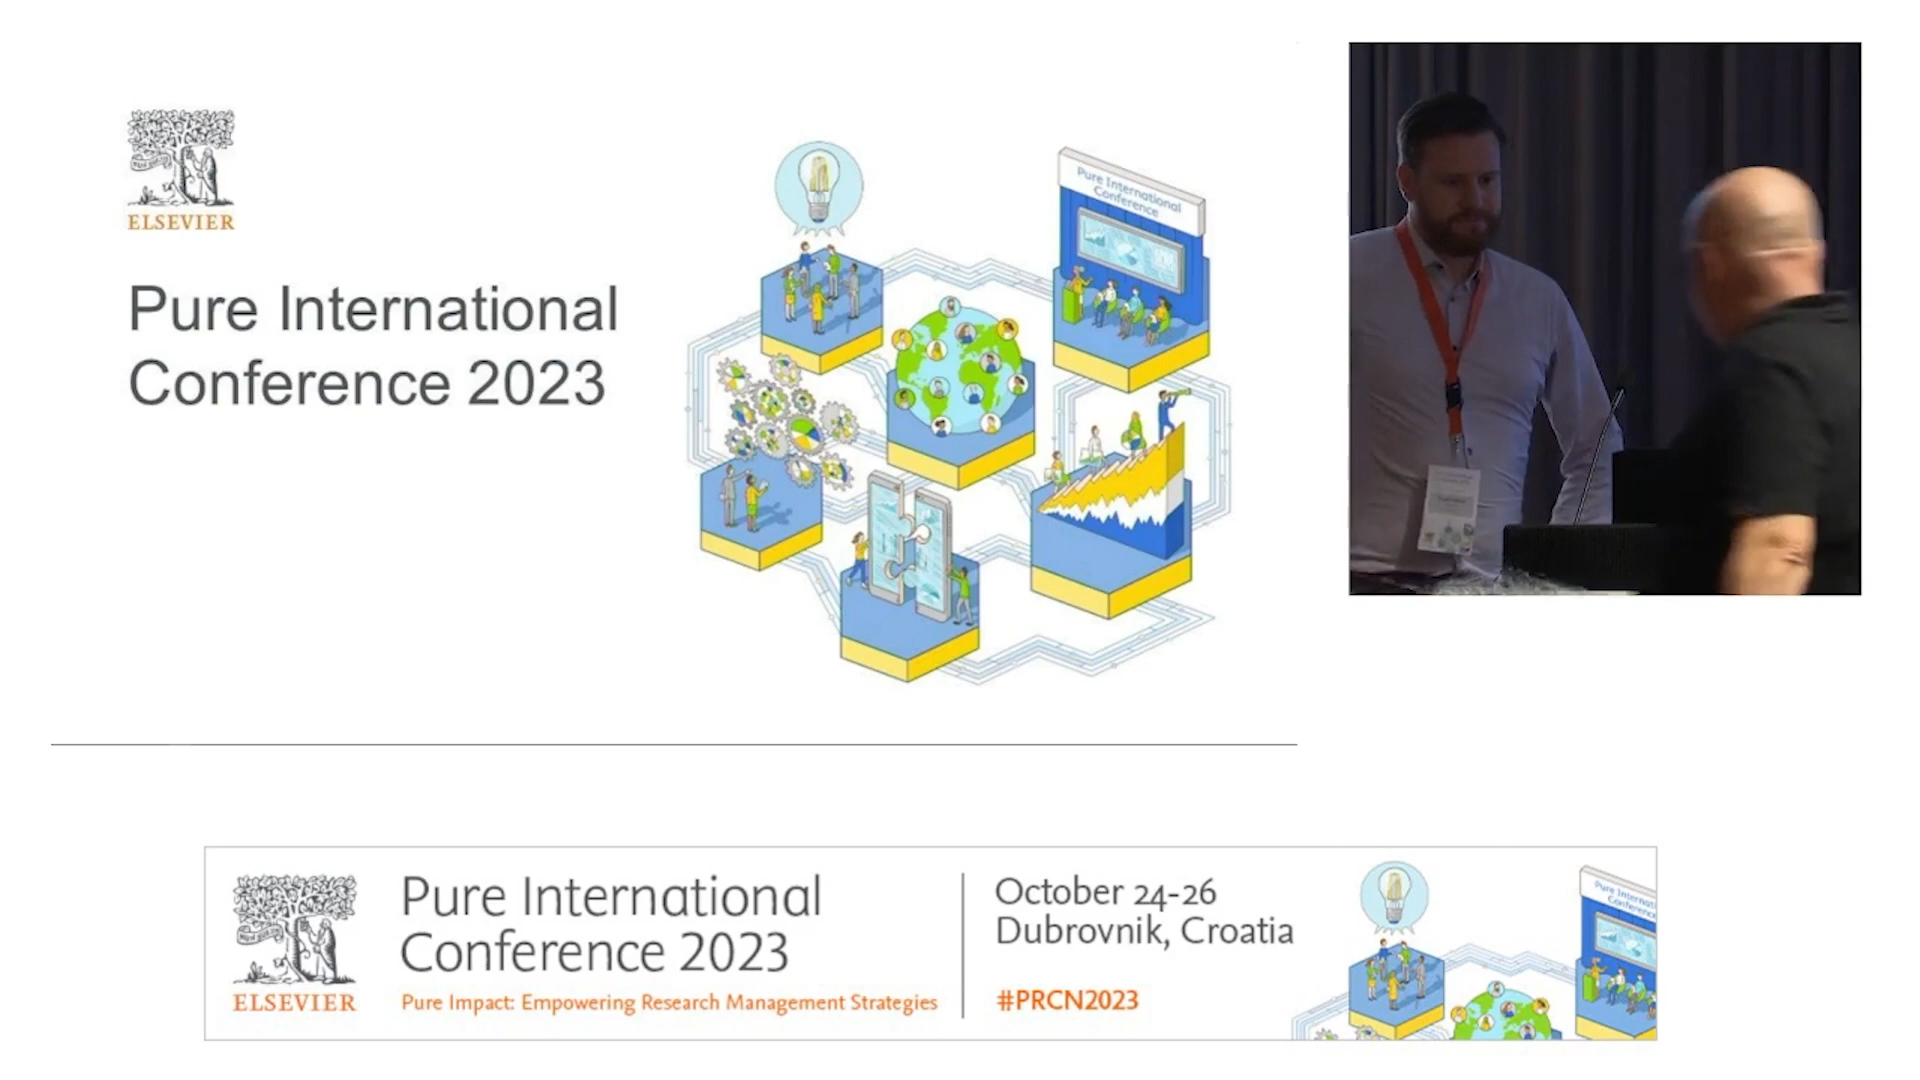 ELSEVIER
Pure International
Conference 2023
Pure International
Conference
ELSEVIER
Pure International
Conference 2023
Pure Impact: Empowering Research Management Strategies
October 24-26
Dubrovnik, Croatia
#PRCN2023